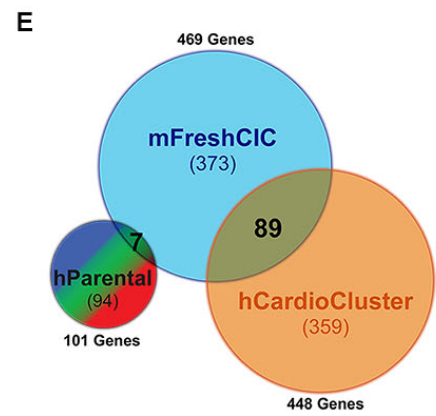 E
469 Genes
mFreshCIC
(373)
89
7
hParental
(94)
101 Genes
hCardioCluster
(359)
448 Genes